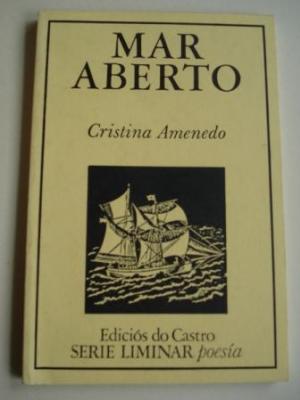 MAR
ABERTO
Cristina Amenedo
Ediciós do Castro
SERIE LIMINAR poesía